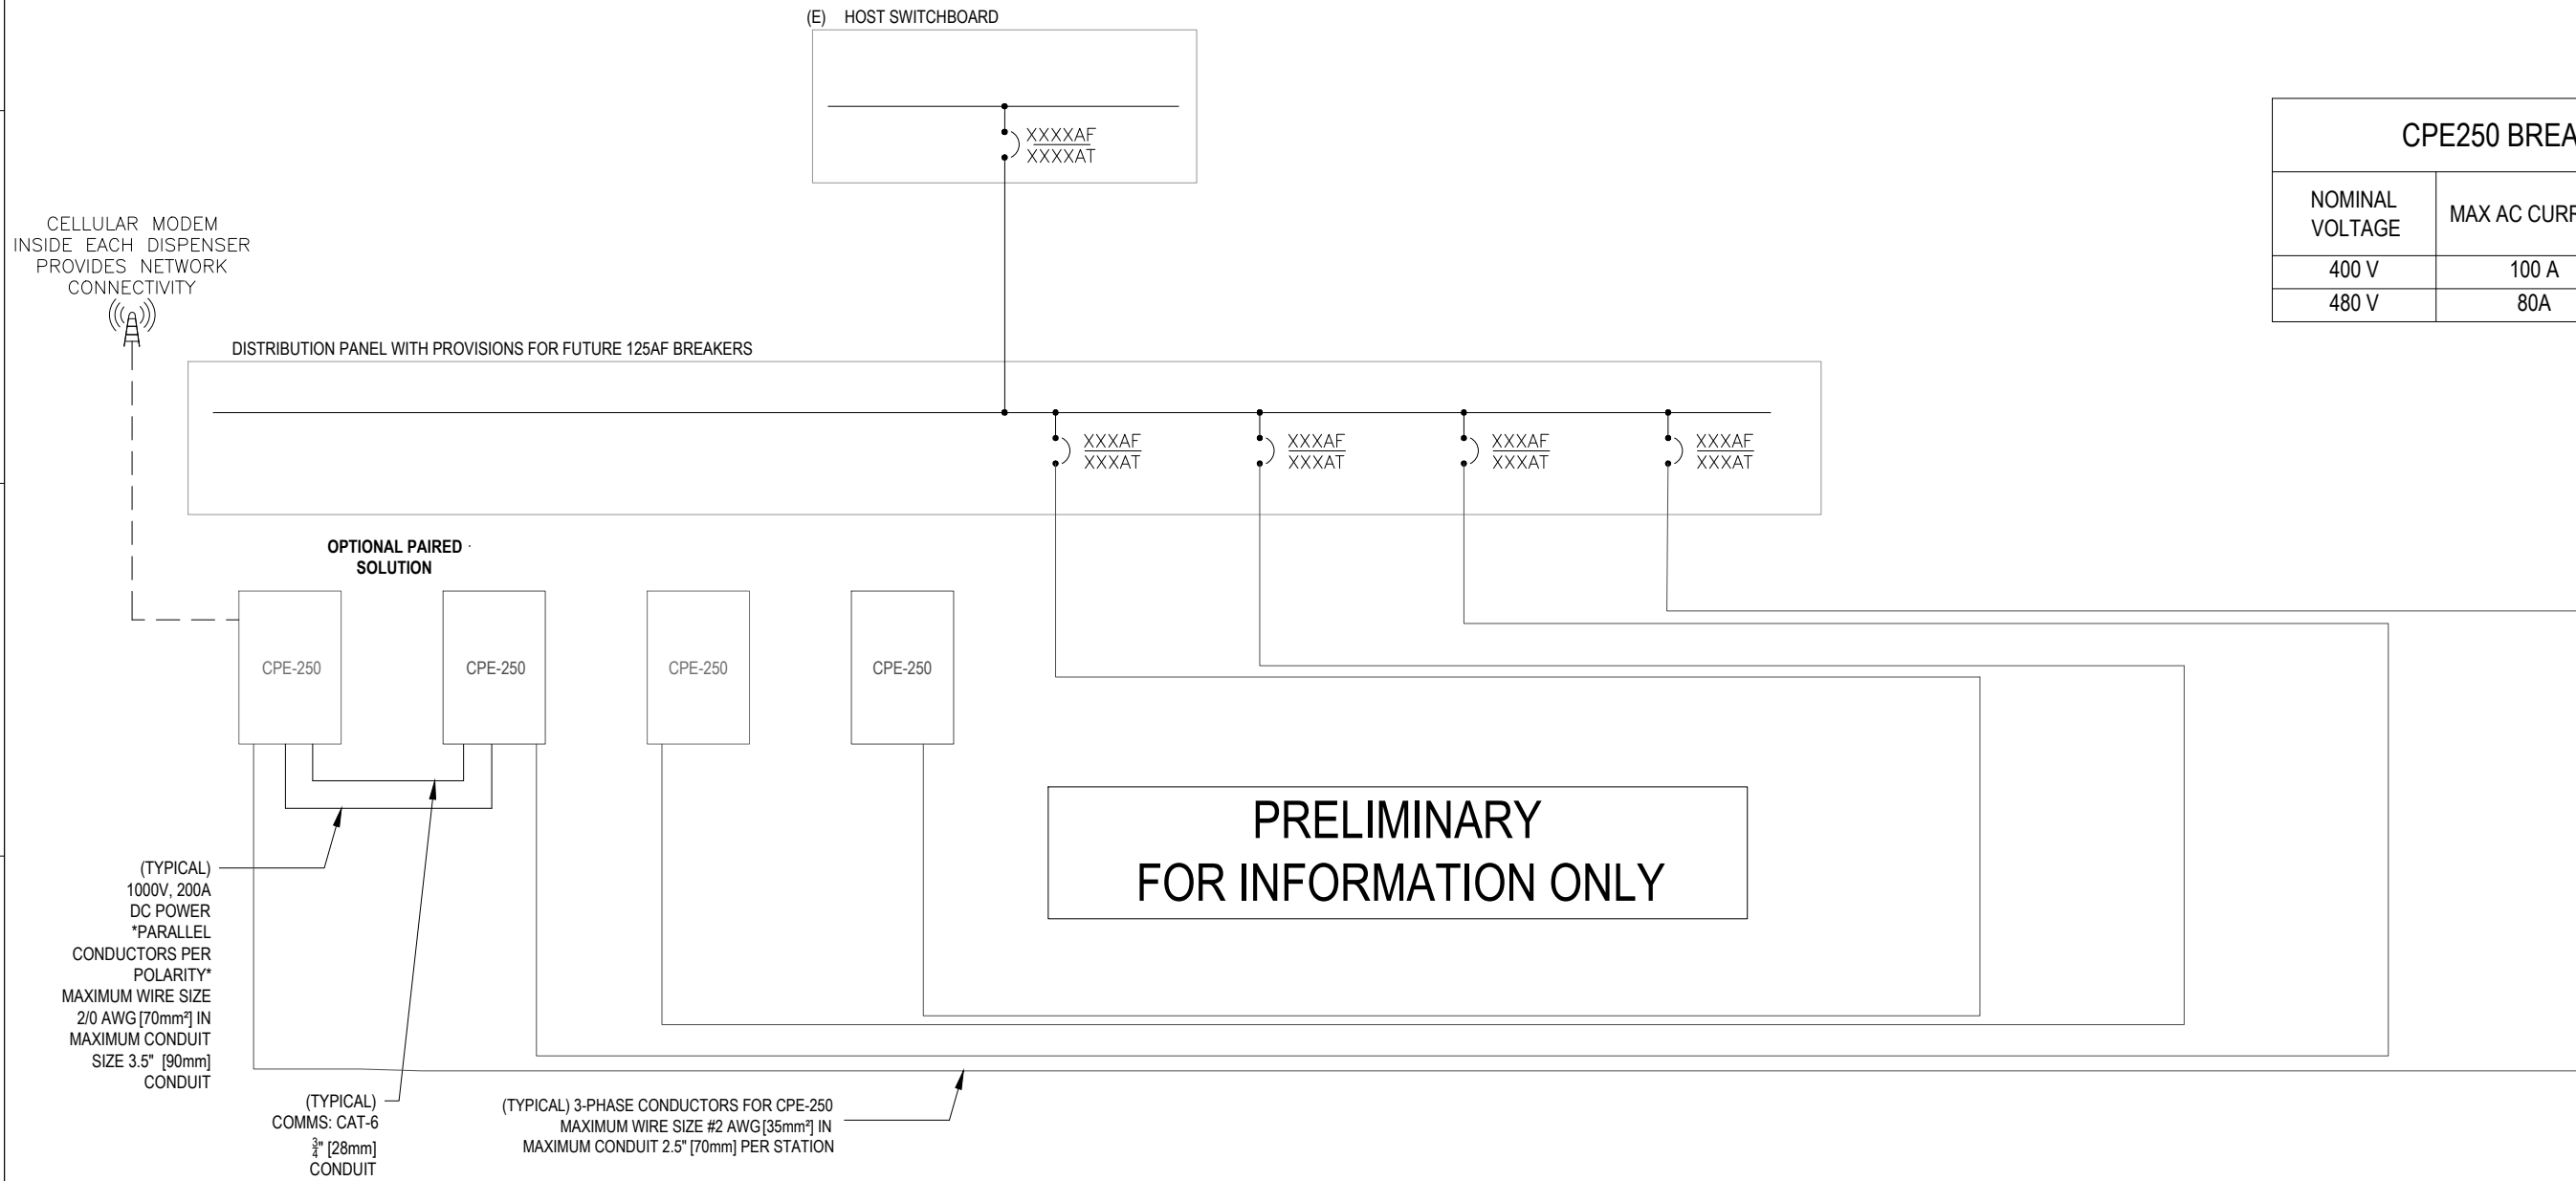 (E) HOST SWITCHBOARD
XXXXAF
XXXXAT
CPE250 BREA
NOMINAL
VOLTAGE
MAX AC CURR
400 V
100 A
480 V
80A
CELLULAR MODEM
INSIDE EACH DISPENSER
PROVIDES NETWORK
CONNECTIVITY
DISTRIBUTION PANEL WITH PROVISIONS FOR FUTURE 125AF BREAKERS
XXXAF
XXXAT
XXXAF
XXXAT
XXXAF
XXXAT
XXXAF
XXXAT
OPTIONAL PAIRED
SOLUTION
CPE-250
CPE-250
CPE-250
CPE-250
PRELIMINARY
FOR INFORMATION ONLY
(TYPICAL)
1000V, 200A
DC POWER
*PARALLEL
CONDUCTORS PER
POLARITY*
MAXIMUM WIRE SIZE
2/0 AWG [70mm²] IN
MAXIMUM CONDUIT
SIZE 3.5" [90mm]
CONDUIT
(TYPICAL)
COMMS: CAT-6
¾" [28mm]
CONDUIT
(TYPICAL) 3-PHASE CONDUCTORS FOR CPE-250
MAXIMUM WIRE SIZE #2 AWG [35mm²] IN
MAXIMUM CONDUIT 2.5" [70mm] PER STATION